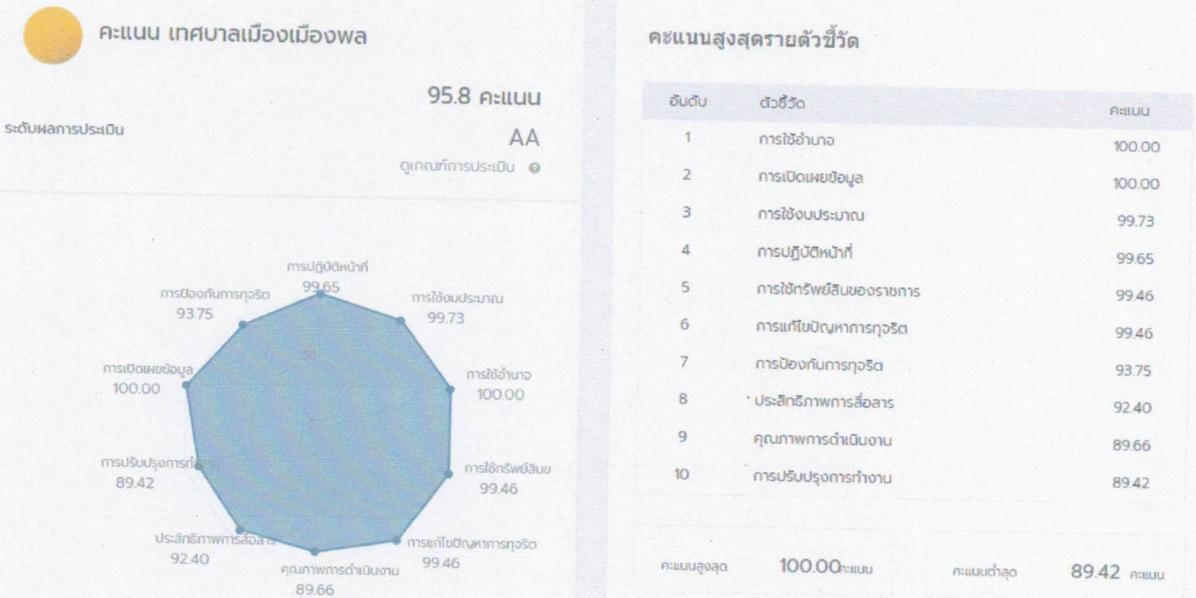 คะแนน เทศบาลเมืองเมืองพล
95.8 คะแนน
ระดับผลการประเมิน
AA
ดูเกณฑ์การประเมิน
การปฏิบัติหน้าที่
99.65
การป้องกันการทุจริต
93.75
การใช้งบประมาณ
99.73
50
การเปิดเผยข้อมูล
100.00
การใช้อำนาจ
100.00
การปรับปรุงการทำงาน
89.42
การใช้ทรัพย์สินข
99.46
ประสิทธิภาพการสื่อสาร
92.40
การแก้ไขปัญหาการทุจริต
99.46
คุณภาพการดำเนินงาน
89.66
คะแนนสูงสุดรายตัวชี้วัด
อันดับ ตัวชี้วัด คะแนน
1 การใช้อำนาจ 100.00
2 การเปิดเผยข้อมูล 100.00
3 การใช้งบประมาณ 99.73
4 การปฏิบัติหน้าที่ 99.65
5 การใช้ทรัพย์สินของราชการ 99.46
6 การแก้ไขปัญหาการทุจริต 99.46
7 การป้องกันการทุจริต 93.75
8 ประสิทธิภาพการสื่อสาร 92.40
9 คุณภาพการดำเนินงาน 89.66
10 การปรับปรุงการทำงาน 89.42
คะแนนสูงสุด 100.00 คะแนน
คะแนนต่ำสุด 89.42 คะแนน